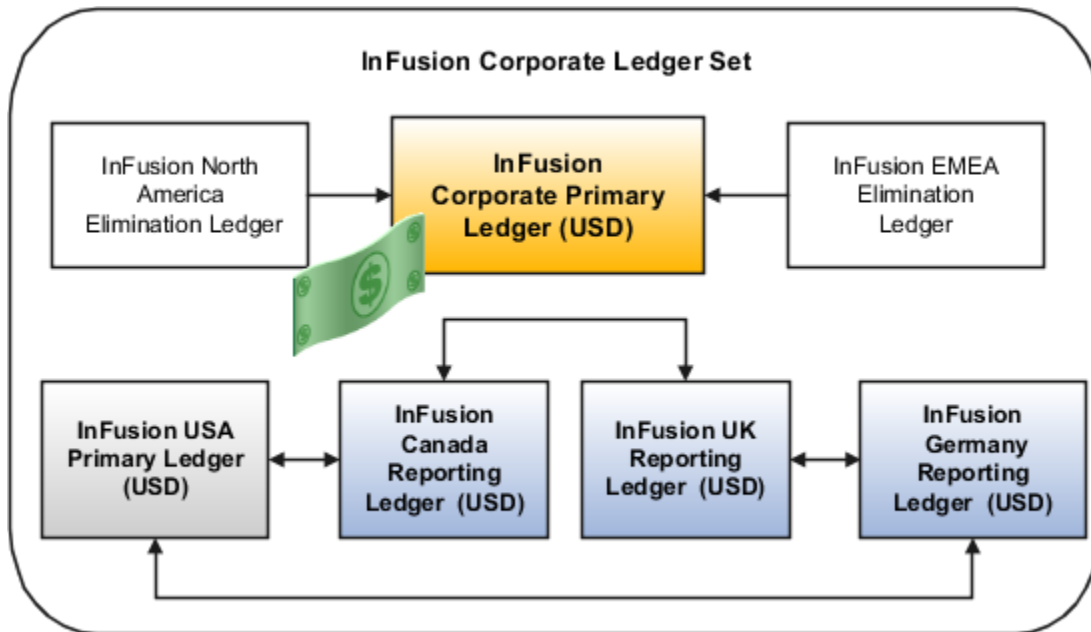 InFusion Corporate Ledger Set
InFusion North
America
Elimination Ledger
InFusion
Corporate Primary
Ledger (USD)
InFusion EMEA
Elimination
Ledger
$
InFusion USA
Primary Ledger
(USD)
InFusion
Canada
Reporting
Ledger (USD)
InFusion UK
Reporting
Ledger (USD)
InFusion
Germany
Reporting
Ledger (USD)